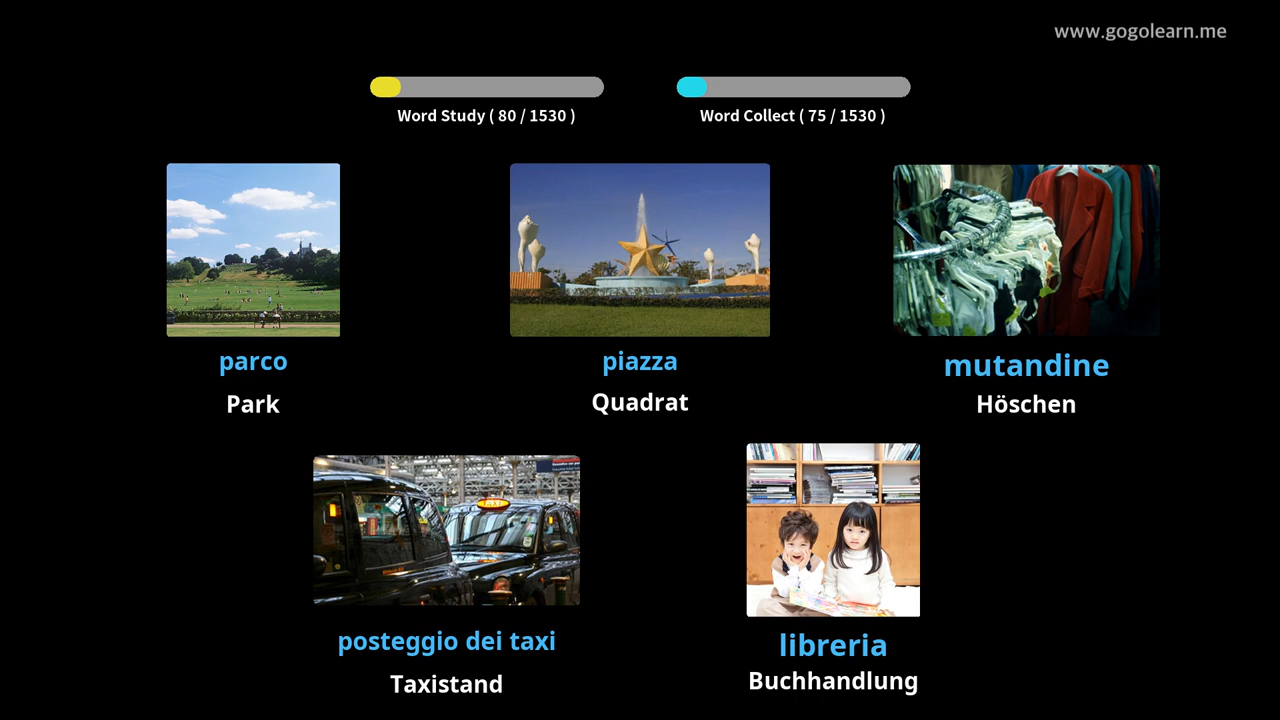 www.gogolearn.me
Word Study ( 80 / 1530 )
Word Collect ( 75 / 1530 )
parco
Park
piazza
Quadrat
mutandine
Höschen
TAXI
posteggio dei taxi
Taxistand
libreria
Buchhandlung